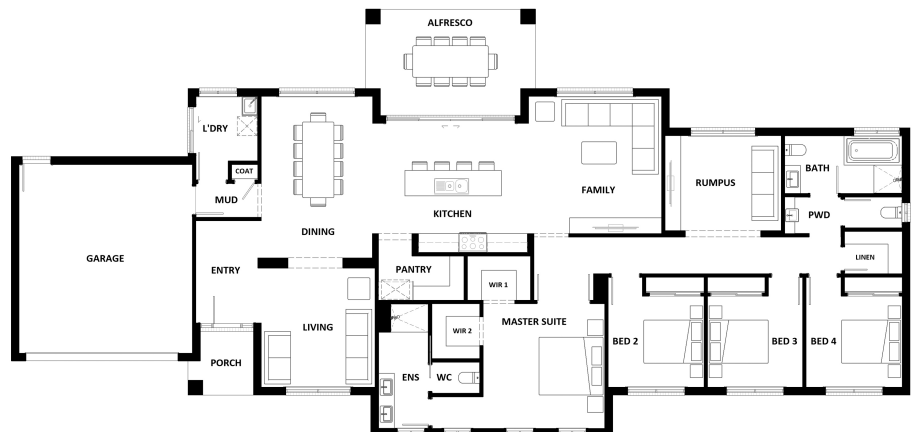 ALFRESCO
L'DRY
COAT
MUD
BATH
RUMPUS
FAMILY
KITCHEN
PWD
DINING
GARAGE
ENTRY
LINEN
PANTRY
WIR 1
LIVING
MASTER SUITE
WIR 2
BED 2
BED 3
BED 4
PORCH
ENS
WC